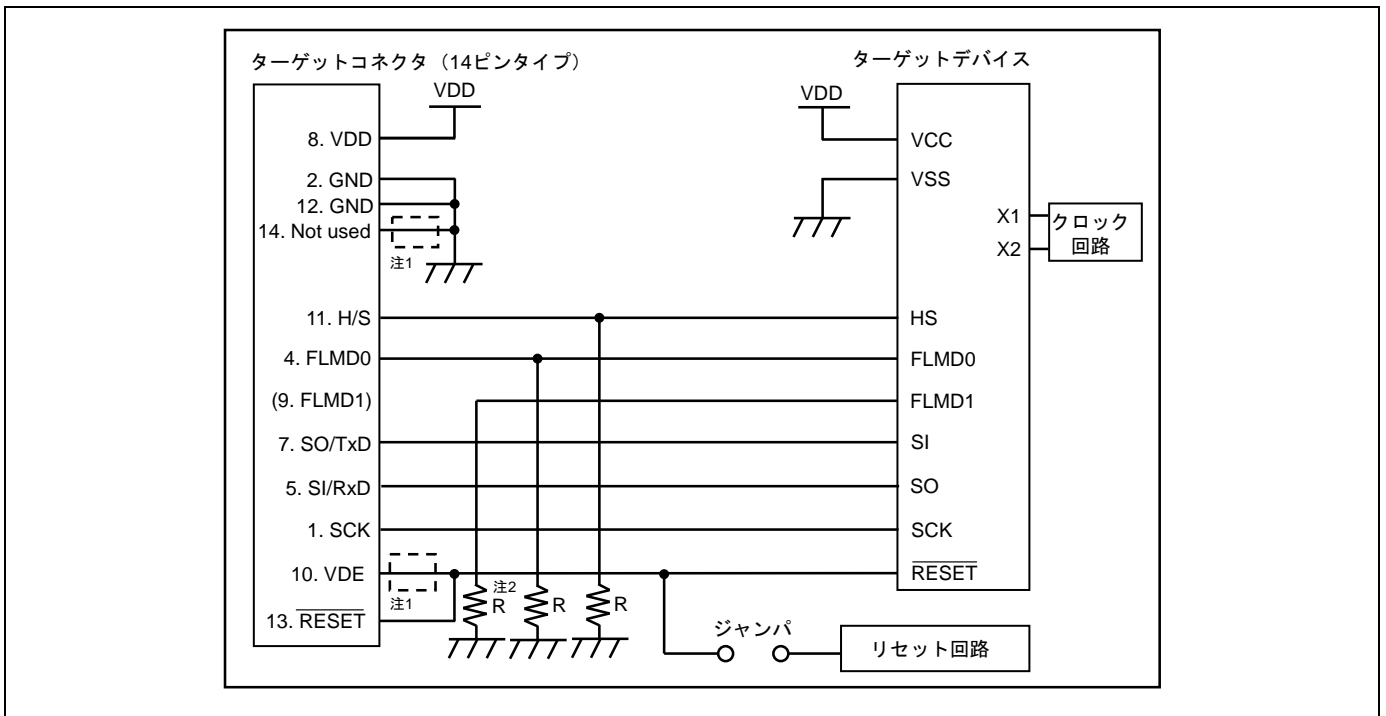 ターゲットコネクタ（14ピンタイプ）
ターゲットデバイス
VDD
VDD
8. VDD
VCC
2. GND
VSS
12. GND
14. Not used
注1
X1
X2
クロック
回路
11. H/S
HS
4. FLMD0
FLMD0
(9. FLMD1)
FLMD1
7. SO/TxD
SI
5. SI/RxD
SO
1. SCK
SCK
10. VDE
RESET
注1
注2
R
R
R
13. RESET
ジャンパ
リセット回路